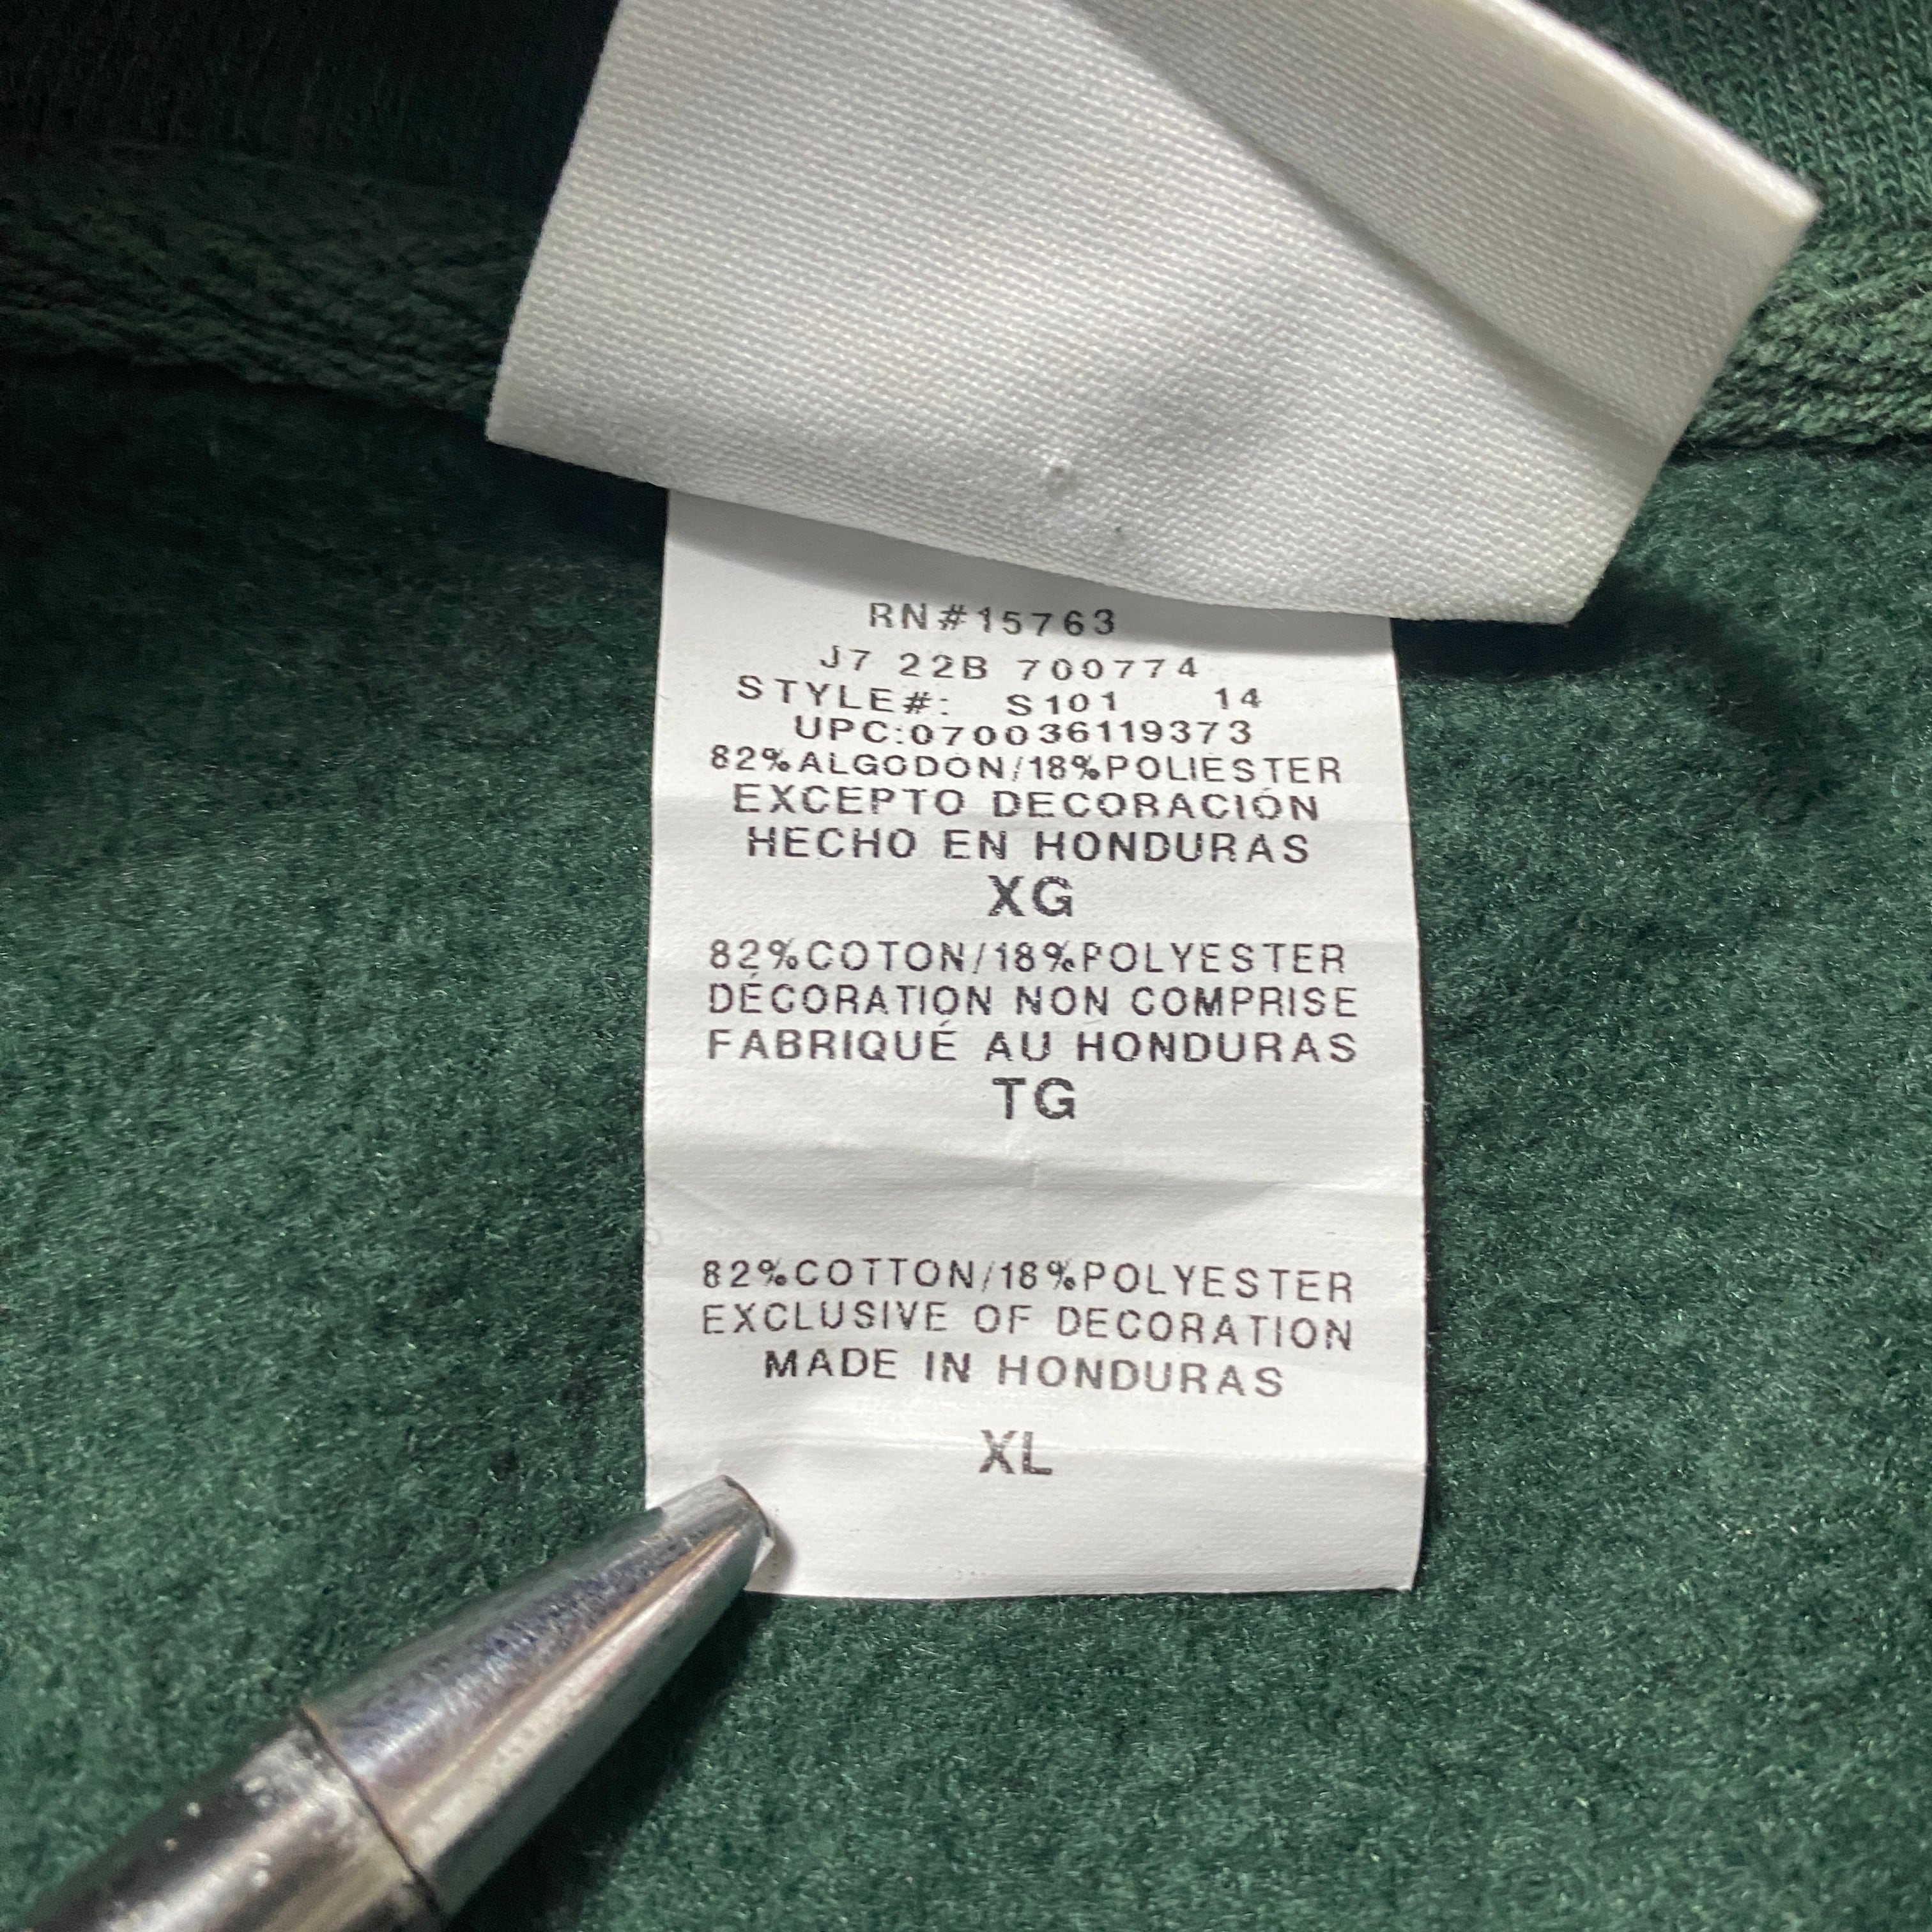 RN#15763
J7 22B 700774
STYLE#: S101 14
UPC:070036119373
82%ALGODON/18%POLIESTER
EXCEPTO DECORACIÓN
HECHO EN HONDURAS
XG
82%COTON/18%POLYESTER
DÉCORATION NON COMPRISE
FABRIQUÉ AU HONDURAS
TG
82%COTTON/18%POLYESTER
EXCLUSIVE OF DECORATION
MADE IN HONDURAS
XL